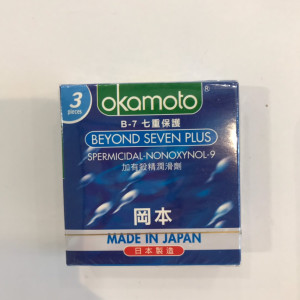 3
pieces
okamoto®
B-7 七重保護
BEYOND SEVEN PLUS
SPERMICIDAL-NONOXYNOL-9
加有殺精潤滑劑
岡本
MADE IN JAPAN
日本製造